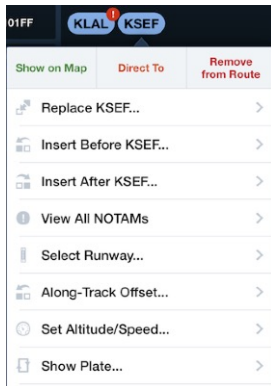 01FF KLAL ! KSEF
Show on Map Direct To Remove from Route
Replace KSEF...
Insert Before KSEF...
Insert After KSEF...
View All NOTAMs
Select Runway...
Along-Track Offset...
Set Altitude/Speed...
Show Plate...